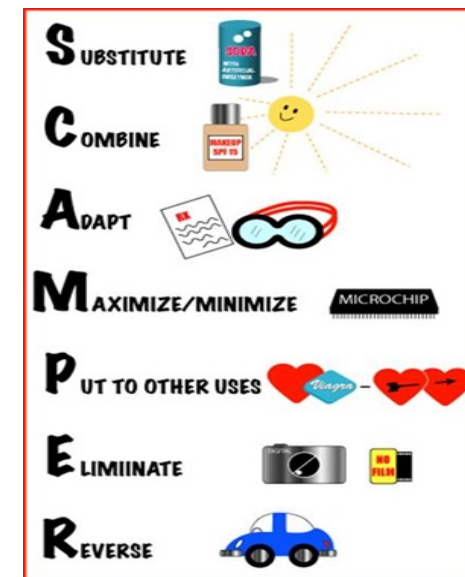 SUBSTITUTE
SODA
WITH
ARTIFICIAL
SWEETNER
COMBINE
MAKEUP
SPF 15
ADAPT
RX
MAXIMIZE/MINIMIZE
MICROCHIP
PUT TO OTHER USES
Viagra
-
ELIMIINATE
DIGITAL
NO
FILM
REVERSE